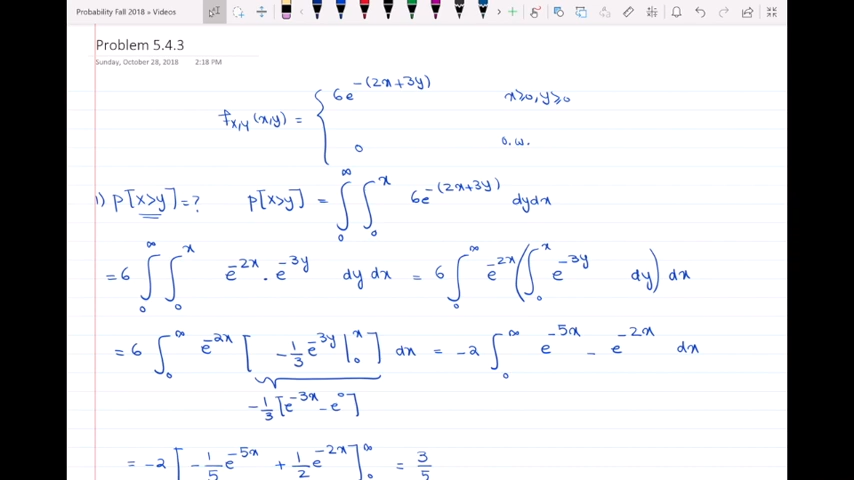 Probability Fall 2018 » Videos
Problem 5.4.3
Sunday, October 28, 2018 2:18 PM
f_{X,Y}(x,y) = { 6e^{-(2x+3y)} x≥0, y≥0
0 o.w.
1) P[X>Y] = ? P[X>Y] = ∫_0^∞ ∫_0^x 6e^{-(2x+3y)} dydx
= 6 ∫_0^∞ ∫_0^x e^{-2x} . e^{-3y} dy dx = 6 ∫_0^∞ e^{-2x} ( ∫_0^x e^{-3y} dy ) dx
= 6 ∫_0^∞ e^{-2x} [ -1/3 e^{-3y} |_0^x ] dx = -2 ∫_0^∞ e^{-5x} - e^{-2x} dx
-1/3 [ e^{-3x} - e^0 ]
= -2 [ -1/5 e^{-5x} + 1/2 e^{-2x} ]_0^∞ = 3/5